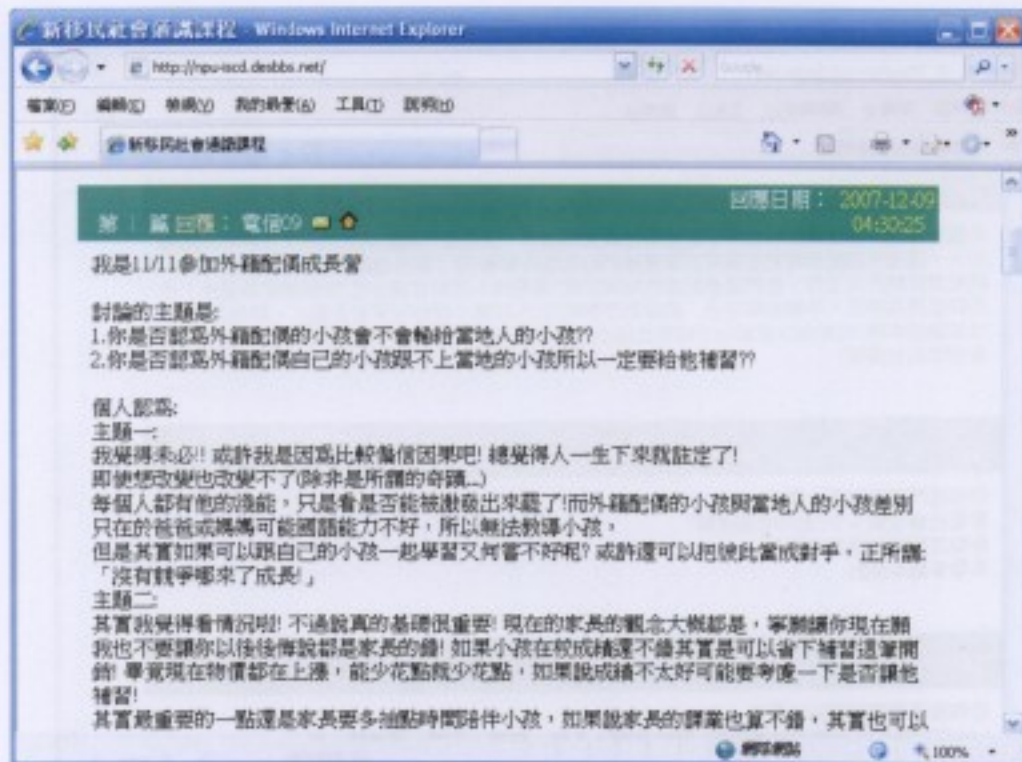 新移民社會通識課程 - Windows Internet Explorer
http://npu-iscd.desbbs.net/
Google
檔案(F) 編輯(E) 檢視(V) 我的最愛(A) 工具(T) 說明(H)
新移民社會通識課程
回應日期： 2007-12-09
第 1 篇 回應： 電信09 04:30:25
我是11/11參加外籍配偶成長營
討論的主題是:
1.你是否認為外籍配偶的小孩會不會輸給當地人的小孩??
2.你是否認為外籍配偶自己的小孩跟不上當地的小孩所以一定要給他補習??
個人認為:
主題一:
我覺得未必!! 或許我是因為比較偏信因果吧! 總覺得人一生下來就註定了!
即使想改變也改變不了(除非是所謂的奇蹟...)
每個人都有他的淺能，只是看是否能被激發出來罷了!而外籍配偶的小孩與當地人的小孩差別
只在於爸爸或媽媽可能國語能力不好，所以無法教導小孩，
但是其實如果可以跟自己的小孩一起學習又何嘗不好呢? 或許還可以把彼此當成對手，正所謂:
「沒有競爭哪來了成長!」
主題二:
其實我覺得看情況啦! 不過說真的基礎很重要! 現在的家長的觀念大概都是，寧願讓你現在願
我也不要讓你以後後悔說都是家長的錯! 如果小孩在校成績還不錯其實是可以省下補習這筆開
銷! 畢竟現在物價都在上漲，能少花點就少花點，如果說成績不太好可能要考慮一下是否讓他
補習!
其實最重要的一點還是家長要多抽點時間陪伴小孩，如果說家長的課業也算不錯，其實也可以
網際網路 100%